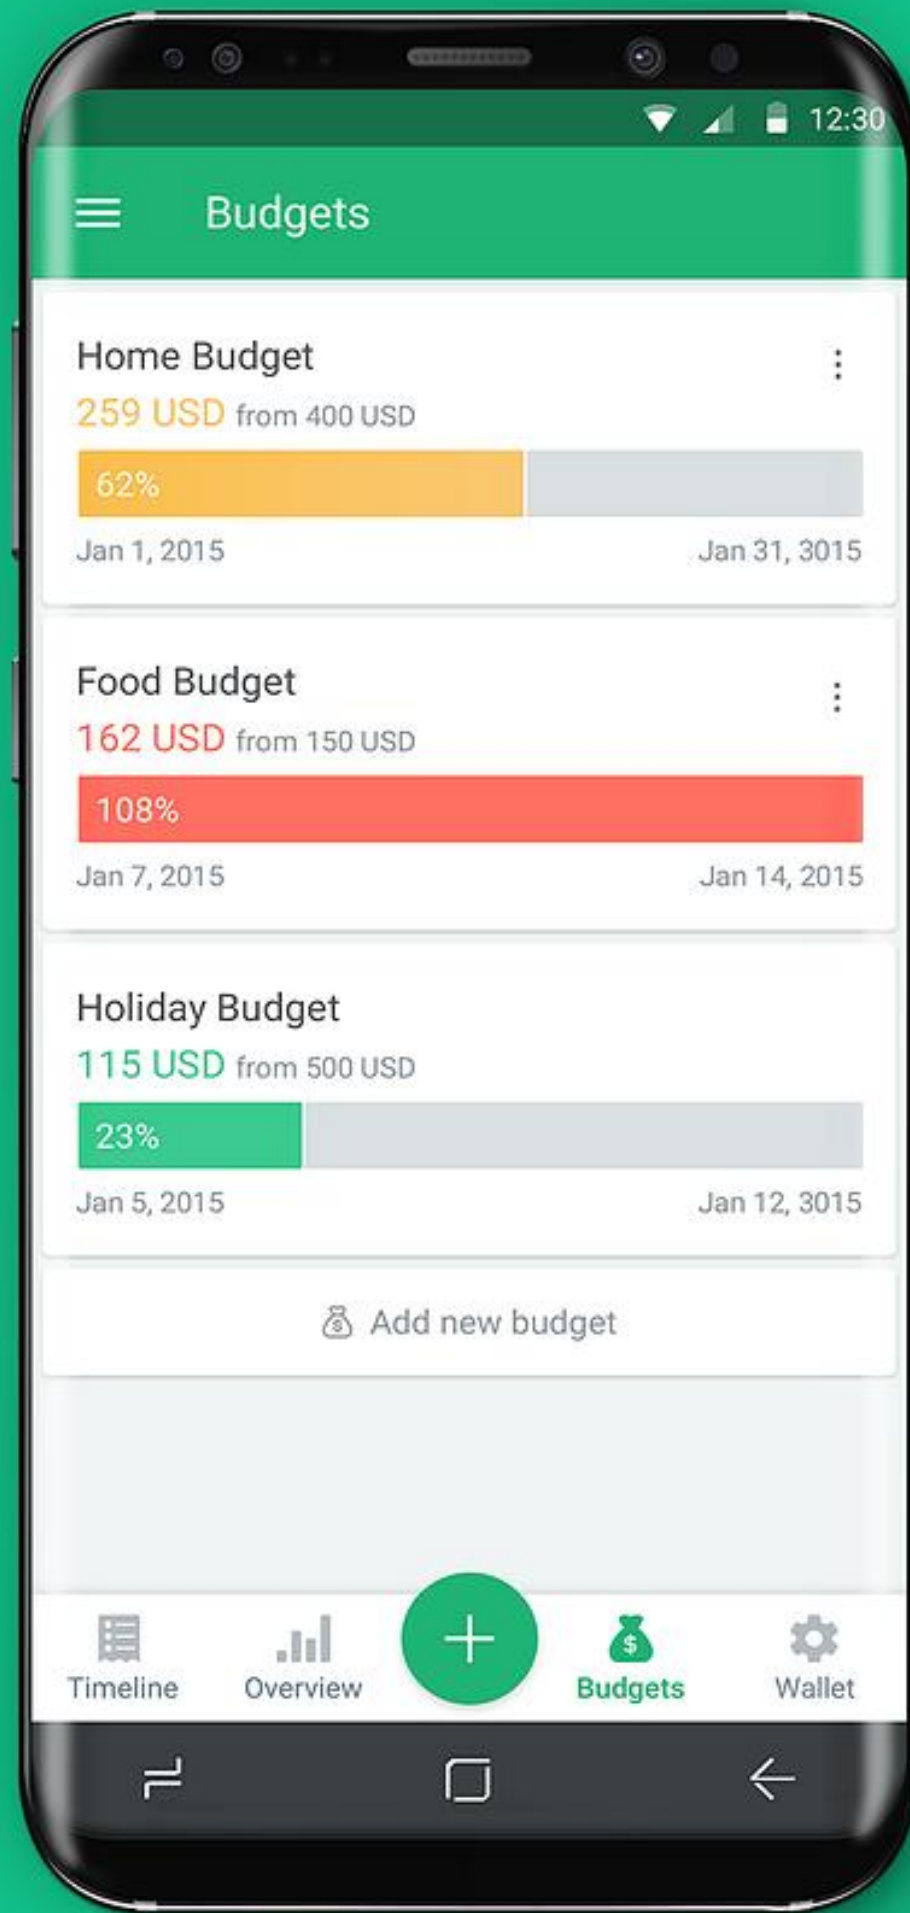 12:30
Budgets
Home Budget
259 USD from 400 USD
62%
Jan 1, 2015 Jan 31, 3015
Food Budget
162 USD from 150 USD
108%
Jan 7, 2015 Jan 14, 2015
Holiday Budget
115 USD from 500 USD
23%
Jan 5, 2015 Jan 12, 3015
Add new budget
Timeline Overview Budgets Wallet